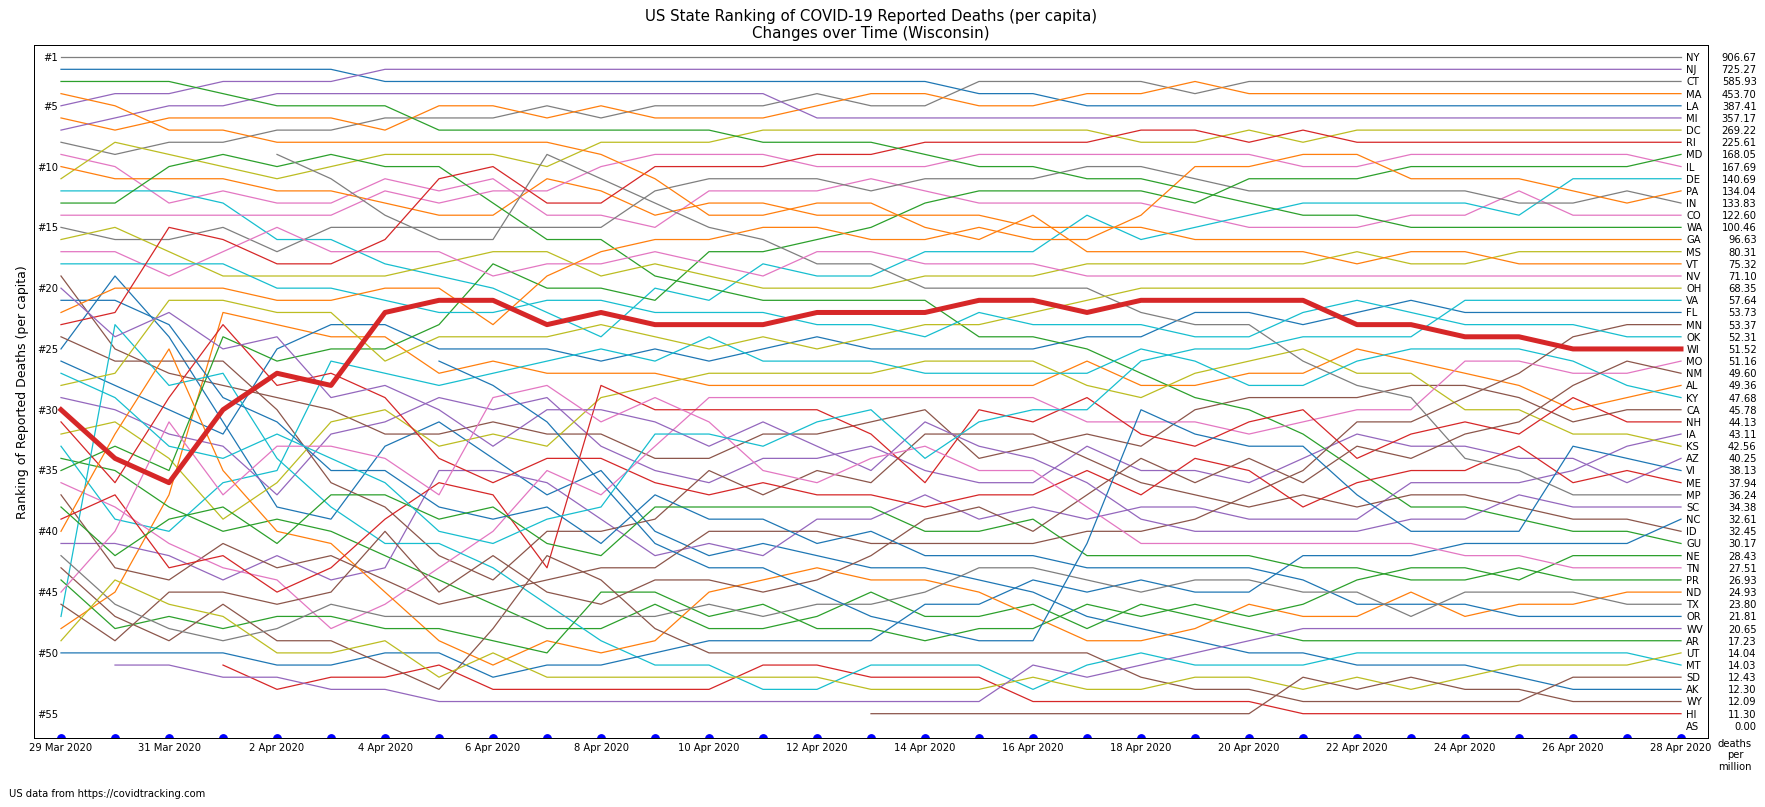 US State Ranking of COVID-19 Reported Deaths (per capita)
Changes over Time (Wisconsin)
Ranking of Reported Deaths (per capita)
#1
#5
#10
#15
#20
#25
#30
#35
#40
#45
#50
#55
NY 906.67
NJ 725.27
CT 585.93
MA 453.70
LA 387.41
MI 357.17
DC 269.22
RI 225.61
MD 168.05
IL 167.69
DE 140.69
PA 134.04
IN 133.83
CO 122.60
WA 100.46
GA 96.63
MS 80.31
VT 75.32
NV 71.10
OH 68.35
VA 57.64
FL 53.73
MN 53.37
OK 52.31
WI 51.52
MO 51.16
NM 49.60
AL 49.36
KY 47.68
CA 45.78
NH 44.13
IA 43.11
KS 42.56
AZ 40.25
VI 38.13
ME 37.94
MP 36.24
SC 34.38
NC 32.61
ID 32.45
GU 30.17
NE 28.43
TN 27.51
PR 26.93
ND 24.93
TX 23.80
OR 21.81
WV 20.65
AR 17.23
UT 14.04
MT 14.03
SD 12.43
AK 12.30
WY 12.09
HI 11.30
AS 0.00
29 Mar 2020 31 Mar 2020 2 Apr 2020 4 Apr 2020 6 Apr 2020 8 Apr 2020 10 Apr 2020 12 Apr 2020 14 Apr 2020 16 Apr 2020 18 Apr 2020 20 Apr 2020 22 Apr 2020 24 Apr 2020 26 Apr 2020 28 Apr 2020
deaths
per
million
US data from https://covidtracking.com